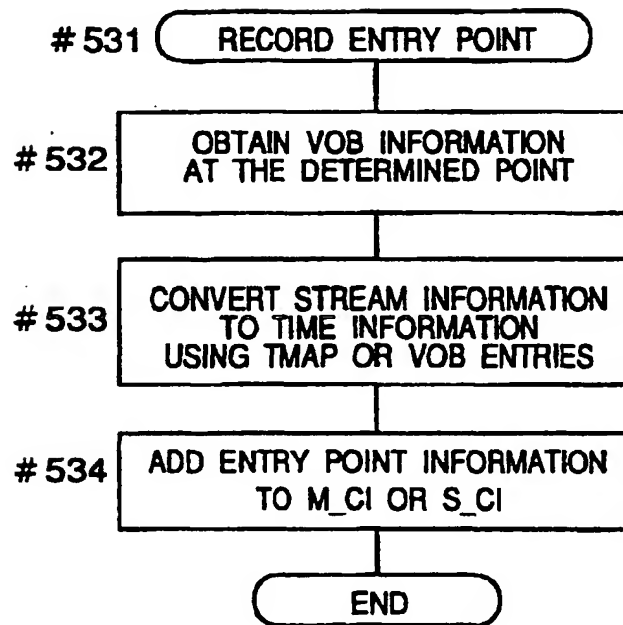 #531 RECORD ENTRY POINT
#532 OBTAIN VOB INFORMATION
AT THE DETERMINED POINT
#533 CONVERT STREAM INFORMATION
TO TIME INFORMATION
USING TMAP OR VOB ENTRIES
#534 ADD ENTRY POINT INFORMATION
TO M_CI OR S_CI
END